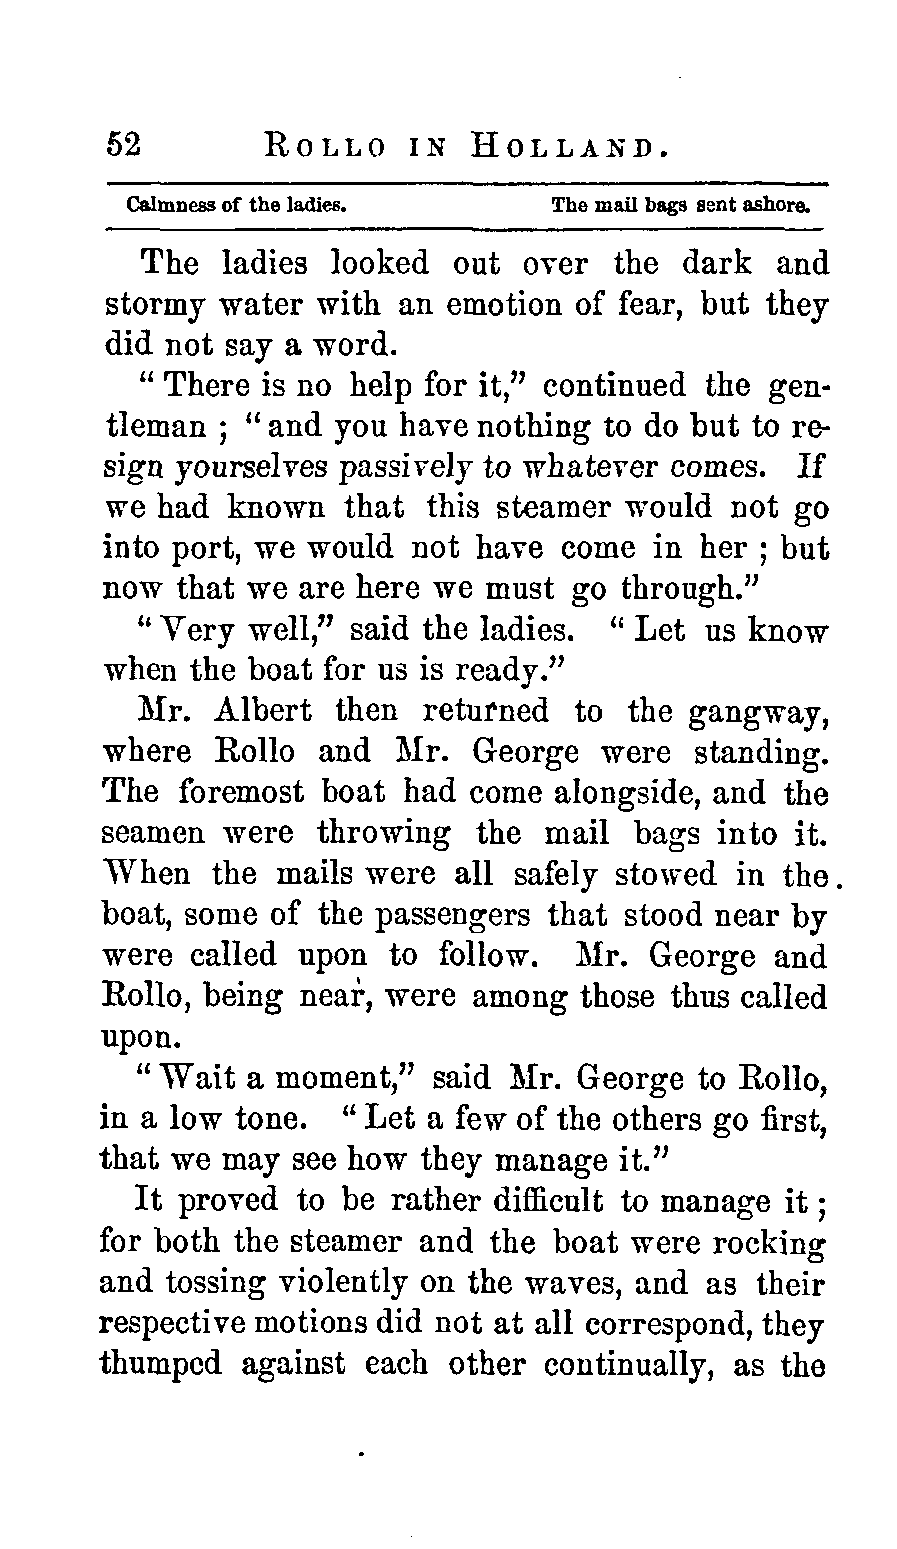 52 ROLLO IN HOLLAND.
Calmness of the ladies. The mail bags sent ashore.
The ladies looked out over the dark and
stormy water with an emotion of fear, but they
did not say a word.
“ There is no help for it,” continued the gen-
tleman ; “ and you have nothing to do but to re-
sign yourselves passively to whatever comes. If
we had known that this steamer would not go
into port, we would not have come in her ; but
now that we are here we must go through.”
“ Very well,” said the ladies. “ Let us know
when the boat for us is ready.”
Mr. Albert then returned to the gangway,
where Rollo and Mr. George were standing.
The foremost boat had come alongside, and the
seamen were throwing the mail bags into it.
When the mails were all safely stowed in the
boat, some of the passengers that stood near by
were called upon to follow. Mr. George and
Rollo, being near, were among those thus called
upon.
“ Wait a moment,” said Mr. George to Rollo,
in a low tone. “ Let a few of the others go first,
that we may see how they manage it.”
It proved to be rather difficult to manage it ;
for both the steamer and the boat were rocking
and tossing violently on the waves, and as their
respective motions did not at all correspond, they
thumped against each other continually, as the